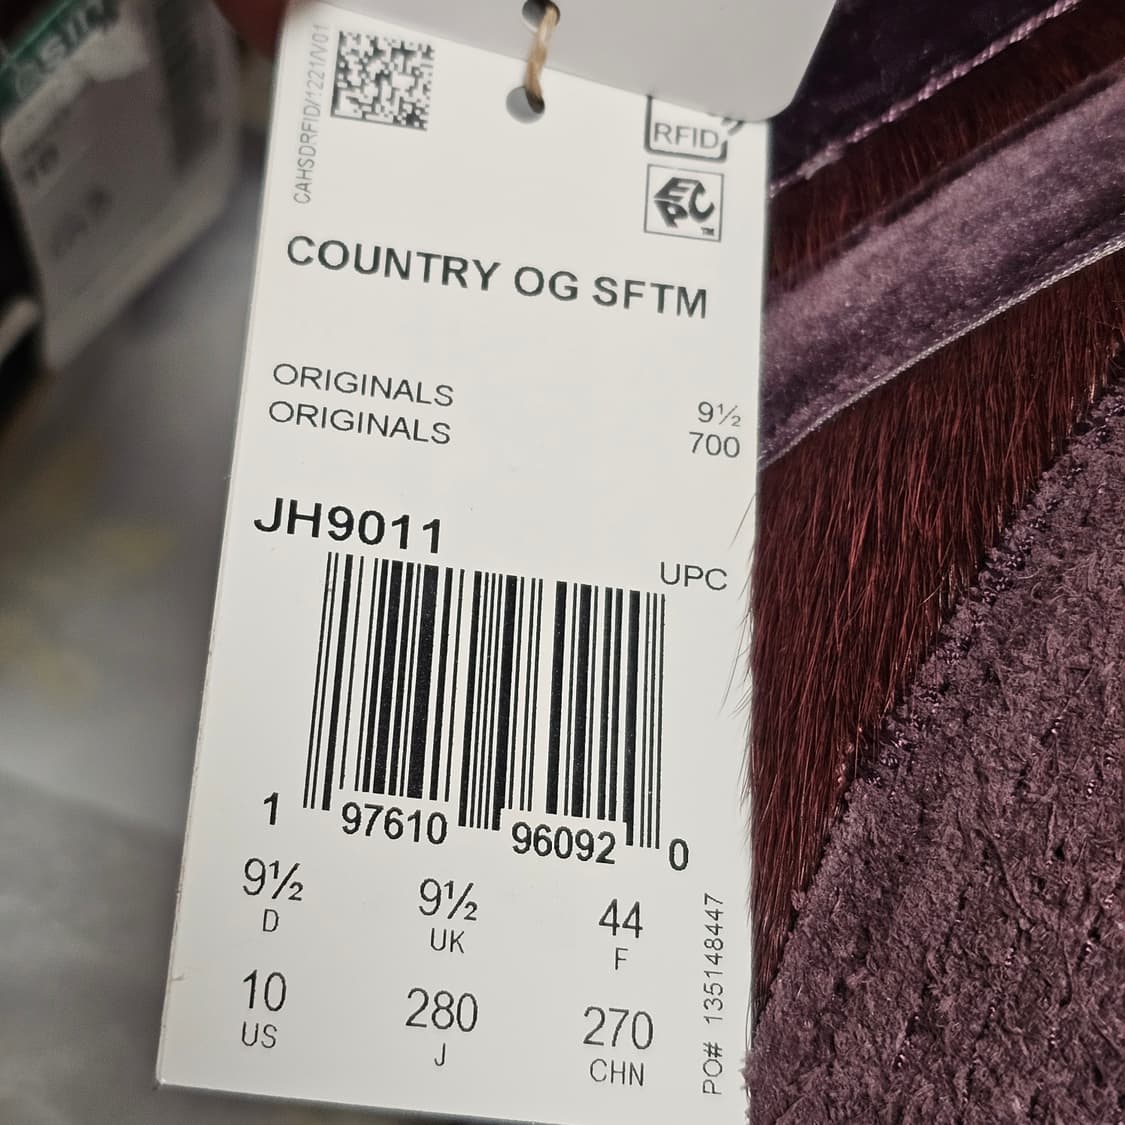 CAHSDRFID/1221/V01
RFID
EPC
TM
COUNTRY OG SFTM
ORIGINALS 9½
ORIGINALS 700
JH9011
UPC
1 97610 96092 0
9½ 9½ 44
D UK F
10 280 270
US J CHN
PO# 135148447